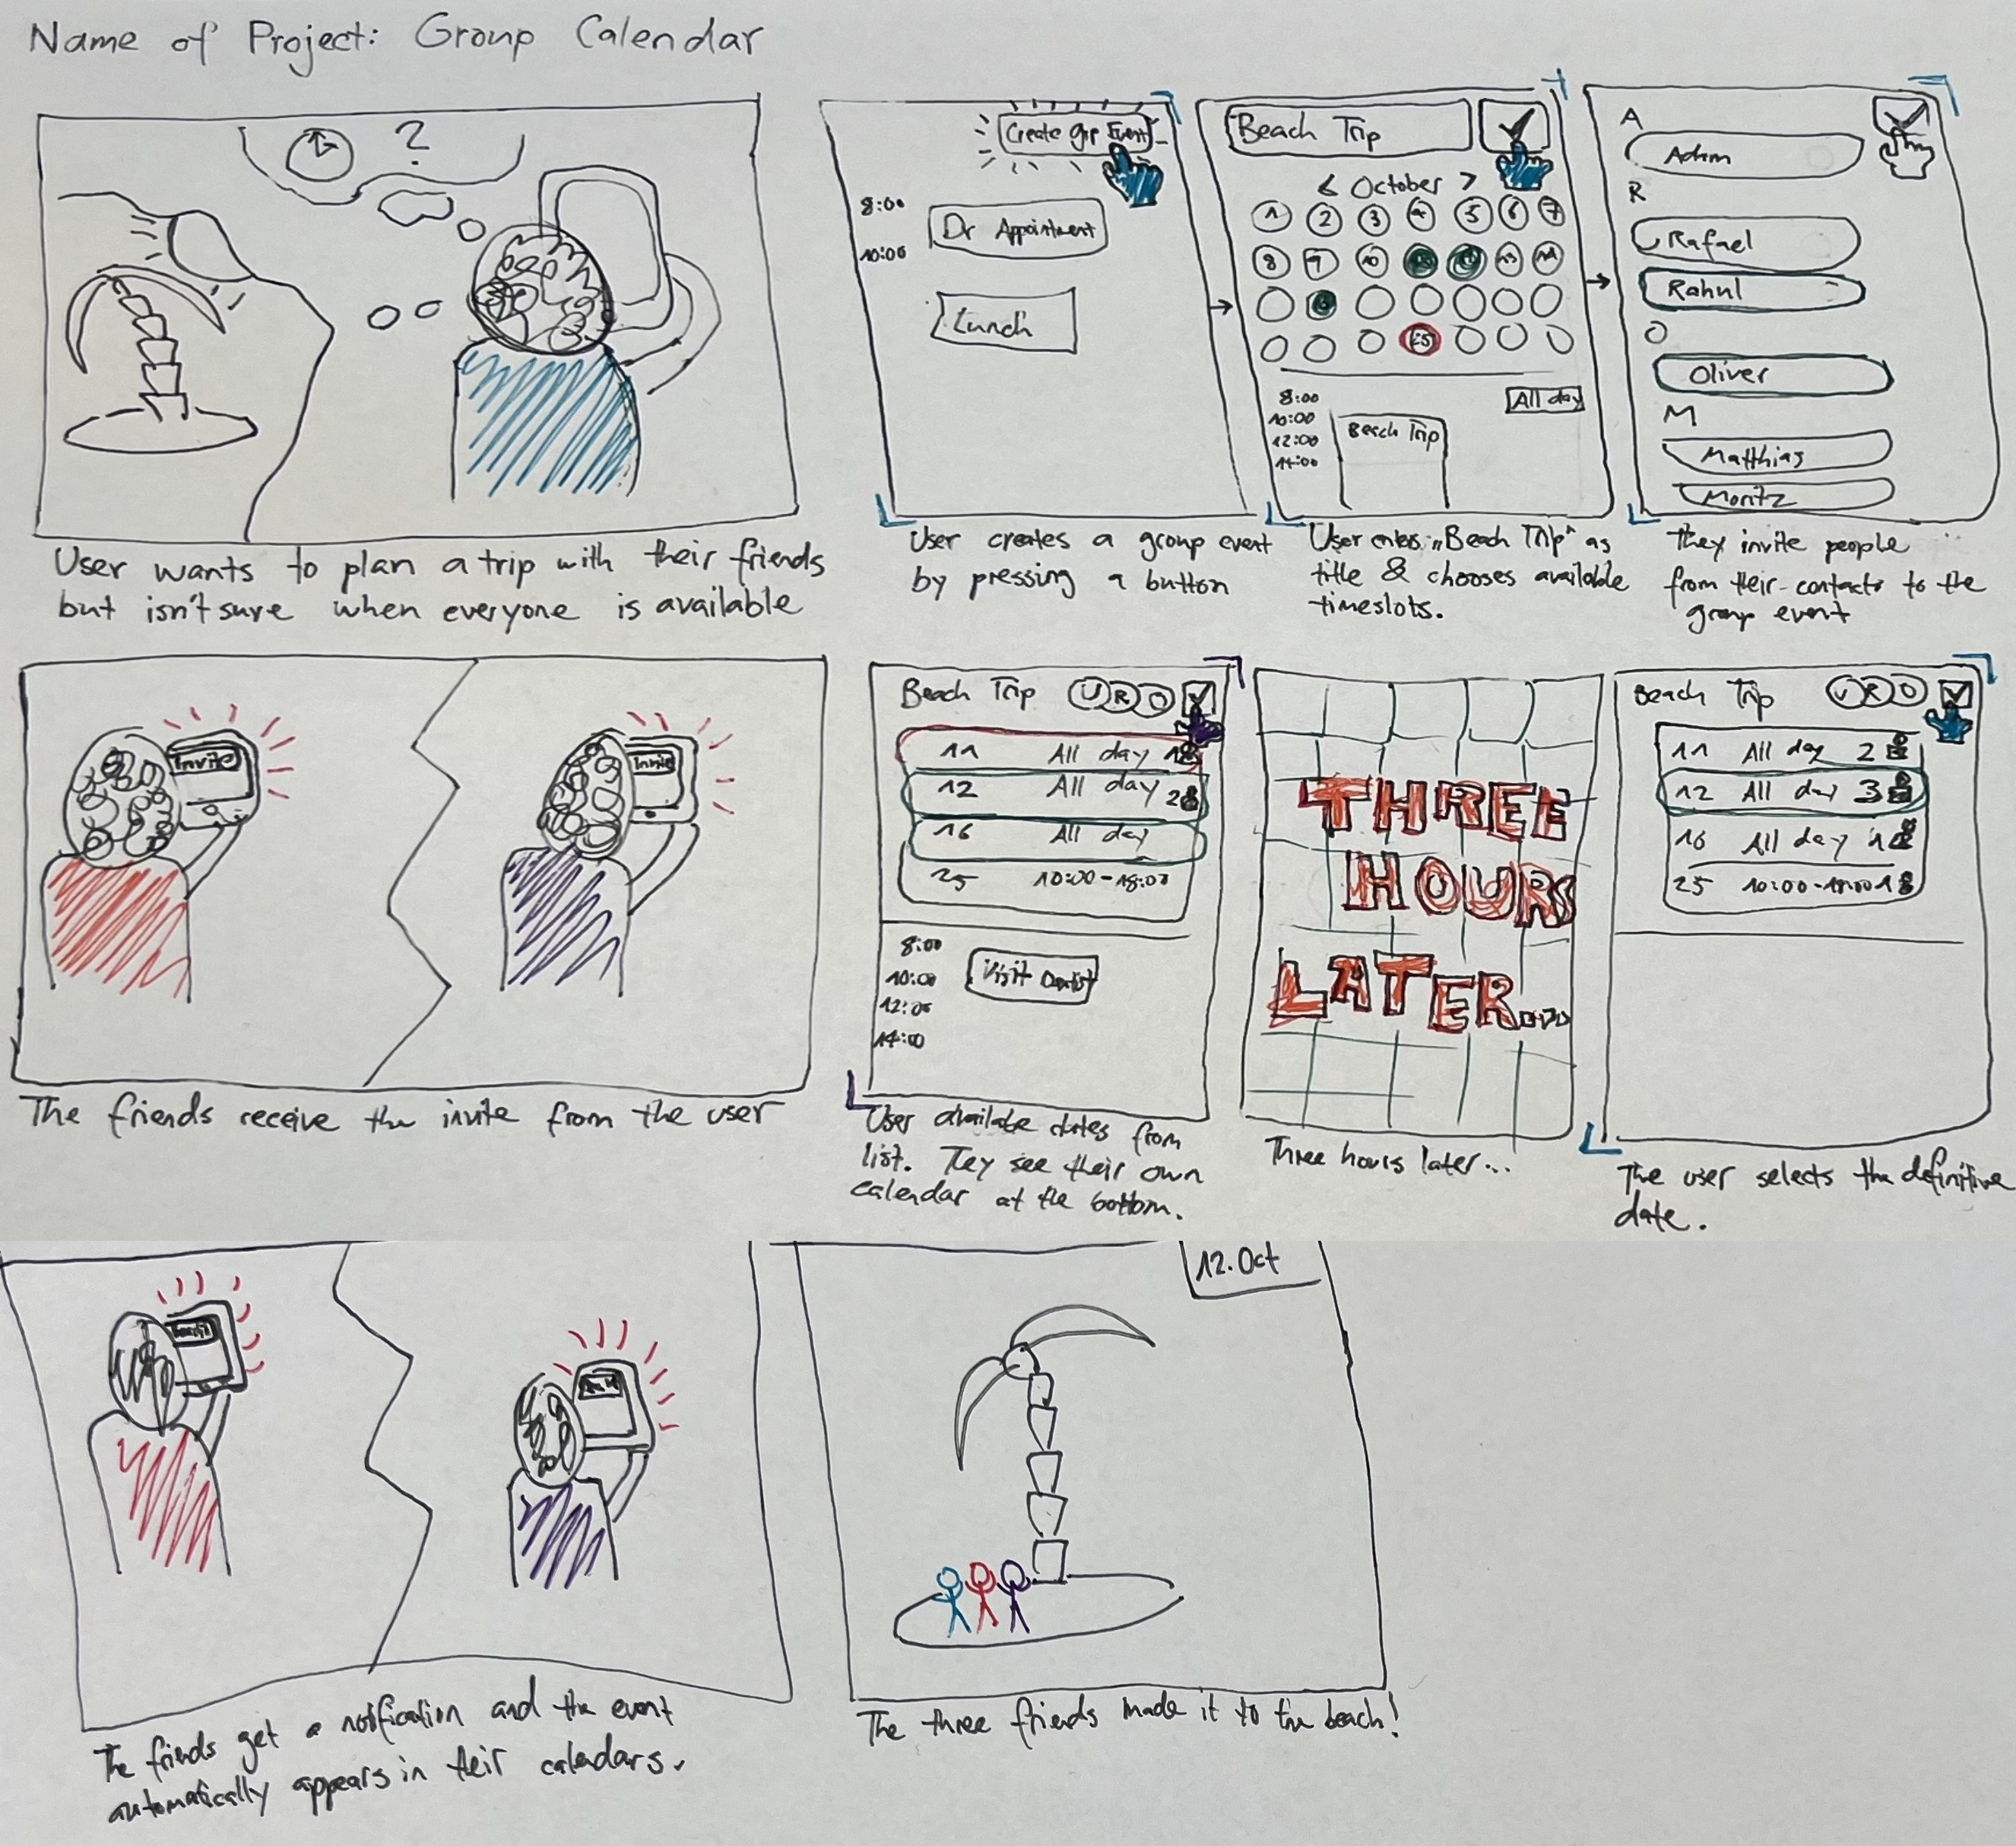 Name of Project: Group Calendar
?
User wants to plan a trip with their friends
but isn't sure when everyone is available
Create Grp Event
8:00
Dr Appointment
10:00
Lunch
User creates a group event
by pressing a button
Beach Trip
< October >
1 2 3 4 5 6 7
8 9 10 13 14
25
8:00
All day
10:00
Beach Trip
12:00
14:00
User enters „Beach Trip" as
title & chooses available
timeslots.
A
Adam
R
Rafael
Rahul
O
Oliver
M
Matthias
Moritz
They invite people
from their contacts to the
group event
Invite
Invite
The friends receive the invite from the user
Beach Trip U R O
11 All day 1
12 All day 2
16 All day
25 10:00-18:00
8:00
10:00
Visit Dentist
12:00
14:00
User available dates from
list. They see their own
calendar at the bottom.
THREE
HOURS
LATER...
Three hours later...
Beach Trip U R O
11 All day 2
12 All day 3
16 All day 1
25 10:00-18:00 1
The user selects the definitive
date.
The friends get a notification and the event
automatically appears in their calendars.
12. Oct
The three friends made it to the beach!